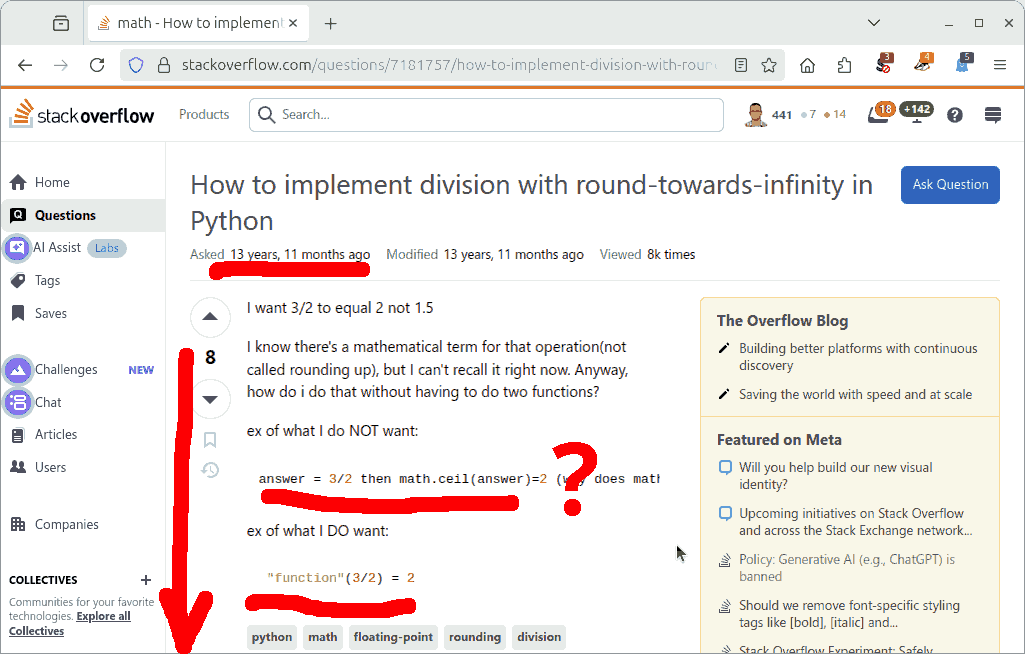 math - How to implement
stackoverflow.com/questions/7181757/how-to-implement-division-with-roun
3
4
5
stackoverflow
Products
Search...
441
7
14
18
+142
Home
Questions
AI Assist Labs
Tags
Saves
Challenges NEW
Chat
Articles
Users
Companies
COLLECTIVES
Communities for your favorite
technologies. Explore all
Collectives
How to implement division with round-towards-infinity in
Python
Ask Question
Asked 13 years, 11 months ago Modified 13 years, 11 months ago Viewed 8k times
8
I want 3/2 to equal 2 not 1.5
I know there's a mathematical term for that operation(not
called rounding up), but I can't recall it right now. Anyway,
how do i do that without having to do two functions?
ex of what I do NOT want:
answer = 3/2 then math.ceil(answer)=2 (why does math
?
ex of what I DO want:
"function"(3/2) = 2
python math floating-point rounding division
The Overflow Blog
Building better platforms with continuous
discovery
Saving the world with speed and at scale
Featured on Meta
Will you help build our new visual
identity?
Upcoming initiatives on Stack Overflow
and across the Stack Exchange network...
Policy: Generative AI (e.g., ChatGPT) is
banned
Should we remove font-specific styling
tags like [bold], [italic] and...
Stack Overflow Experiment: Safely